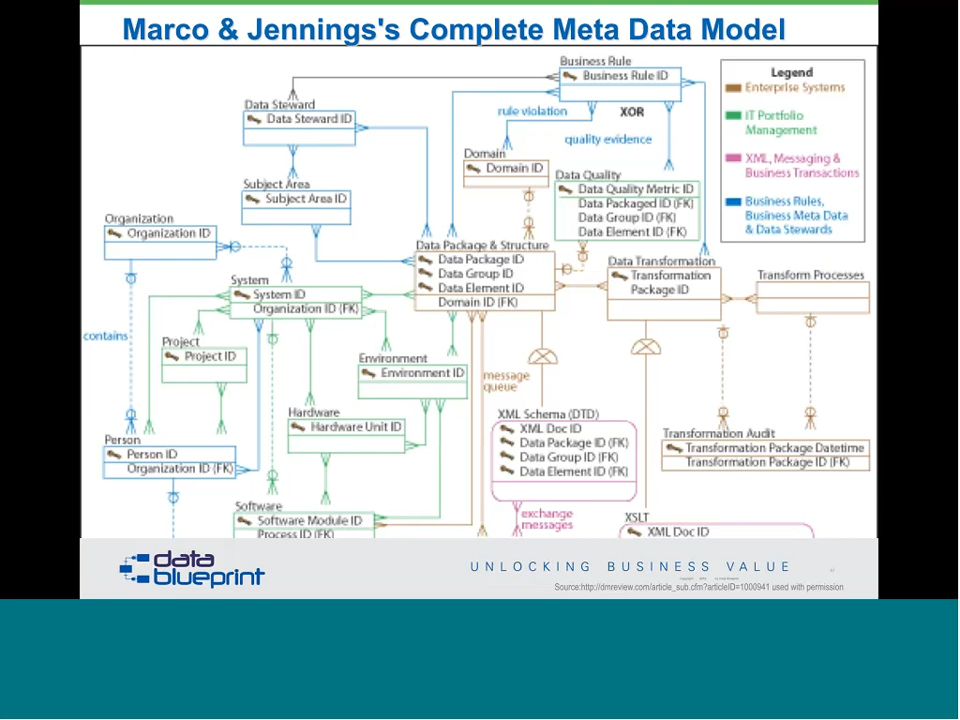 Marco & Jennings's Complete Meta Data Model
Business Rule
Business Rule ID
Legend
Enterprise Systems
IT Portfolio
Management
XML, Messaging &
Business Transactions
Business Rules,
Business Meta Data
& Data Stewards
Data Steward
Data Steward ID
rule violation
XOR
quality evidence
Domain
Domain ID
Subject Area
Subject Area ID
Data Quality
Data Quality Metric ID
Data Packaged ID (FK)
Data Group ID (FK)
Data Element ID (FK)
Organization
Organization ID
Data Package & Structure
Data Package ID
Data Group ID
Data Element ID
Domain ID (FK)
Data Transformation
Transformation
Package ID
Transform Processes
System
System ID
Organization ID (FK)
contains
Project
Project ID
Environment
Environment ID
message
queue
Hardware
Hardware Unit ID
XML Schema (DTD)
XML Doc ID
Data Package ID (FK)
Data Group ID (FK)
Data Element ID (FK)
Transformation Audit
Transformation Package Datetime
Transformation Package ID (FK)
Person
Person ID
Organization ID (FK)
Software
Software Module ID
Process ID (FK)
exchange
messages
XSLT
XML Doc ID
data
blueprint
UNLOCKING BUSINESS VALUE
Source:http://dmreview.com/article_sub.cfm?articleID=1000941 used with permission